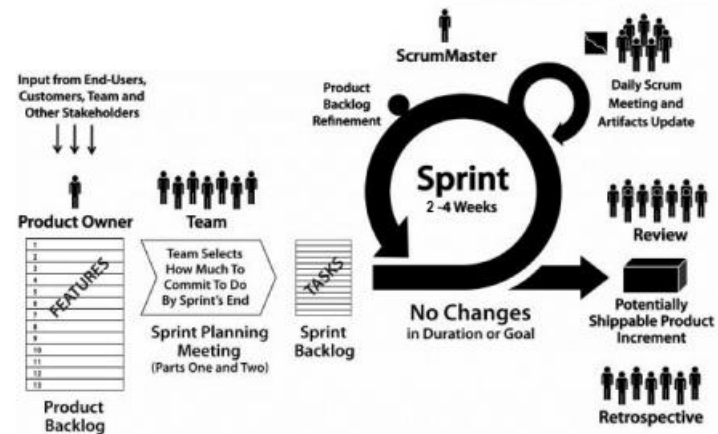 Input from End-Users,
Customers, Team and
Other Stakeholders
Product Owner
1
2
3
4
5
6
7
8
9
10
11
12
13
FEATURES
Product
Backlog
Team
Team Selects
How Much To
Commit To Do
By Sprint's End
Sprint Planning
Meeting
(Parts One and Two)
TASKS
Sprint
Backlog
ScrumMaster
Product
Backlog
Refinement
Sprint
2 -4 Weeks
No Changes
in Duration or Goal
Daily Scrum
Meeting and
Artifacts Update
Review
Potentially
Shippable Product
Increment
Retrospective